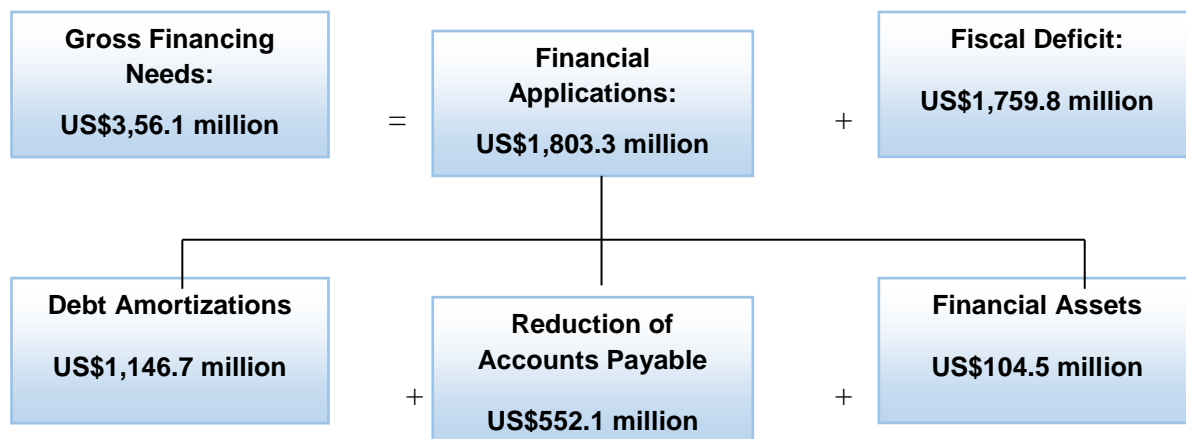 Gross Financing
Needs:
US$3,56.1 million
=
Financial
Applications:
US$1,803.3 million
+
Fiscal Deficit:
US$1,759.8 million
Debt Amortizations
US$1,146.7 million
+
Reduction of
Accounts Payable
US$552.1 million
+
Financial Assets
US$104.5 million